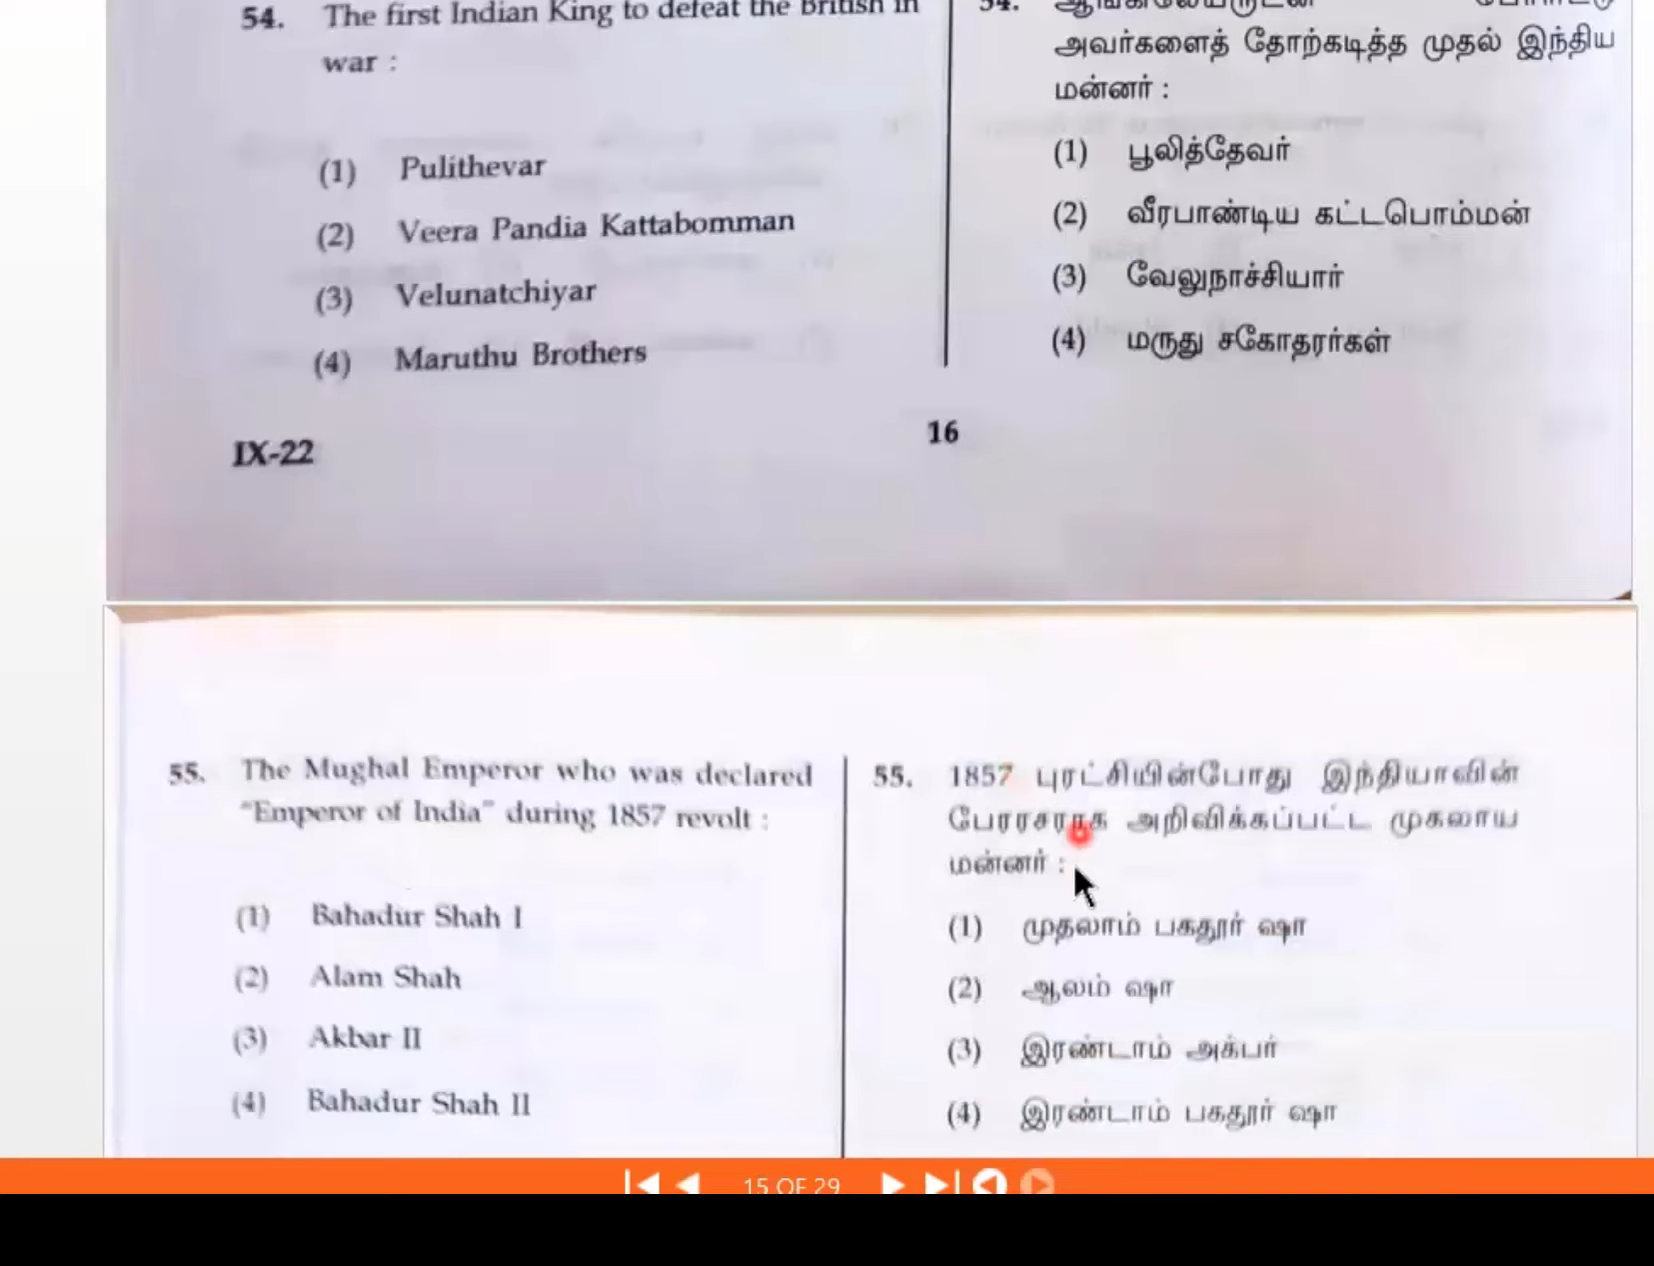 54. The first Indian King to defeat the British in
war :
(1) Pulithevar
(2) Veera Pandia Kattabomman
(3) Velunatchiyar
(4) Maruthu Brothers
54.
அவர்களைத் தோற்கடித்த முதல் இந்திய
மன்னர் :
(1) பூலித்தேவர்
(2) வீரபாண்டிய கட்டபொம்மன்
(3) வேலுநாச்சியார்
(4) மருது சகோதரர்கள்
IX-22
16
55. The Mughal Emperor who was declared
"Emperor of India" during 1857 revolt :
(1) Bahadur Shah I
(2) Alam Shah
(3) Akbar II
(4) Bahadur Shah II
55. 1857 புரட்சியின்போது இந்தியாவின்
பேரரசராக அறிவிக்கப்பட்ட முகலாய
மன்னர் :
(1) முதலாம் பகதூர் ஷா
(2) ஆலம் ஷா
(3) இரண்டாம் அக்பர்
(4) இரண்டாம் பகதூர் ஷா
15 OF 29